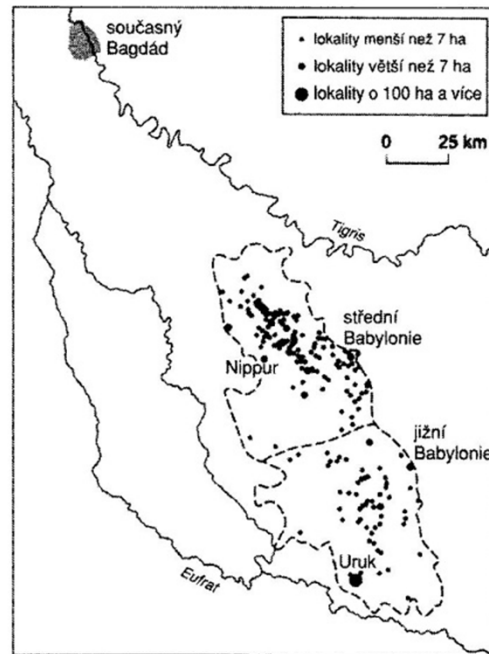 současný
Bagdád
lokality menší než 7 ha
lokality větší než 7 ha
lokality o 100 ha a více
0 25 km
Tigris
střední
Babylonie
Nippur
jižní
Babylonie
Uruk
Eufrat